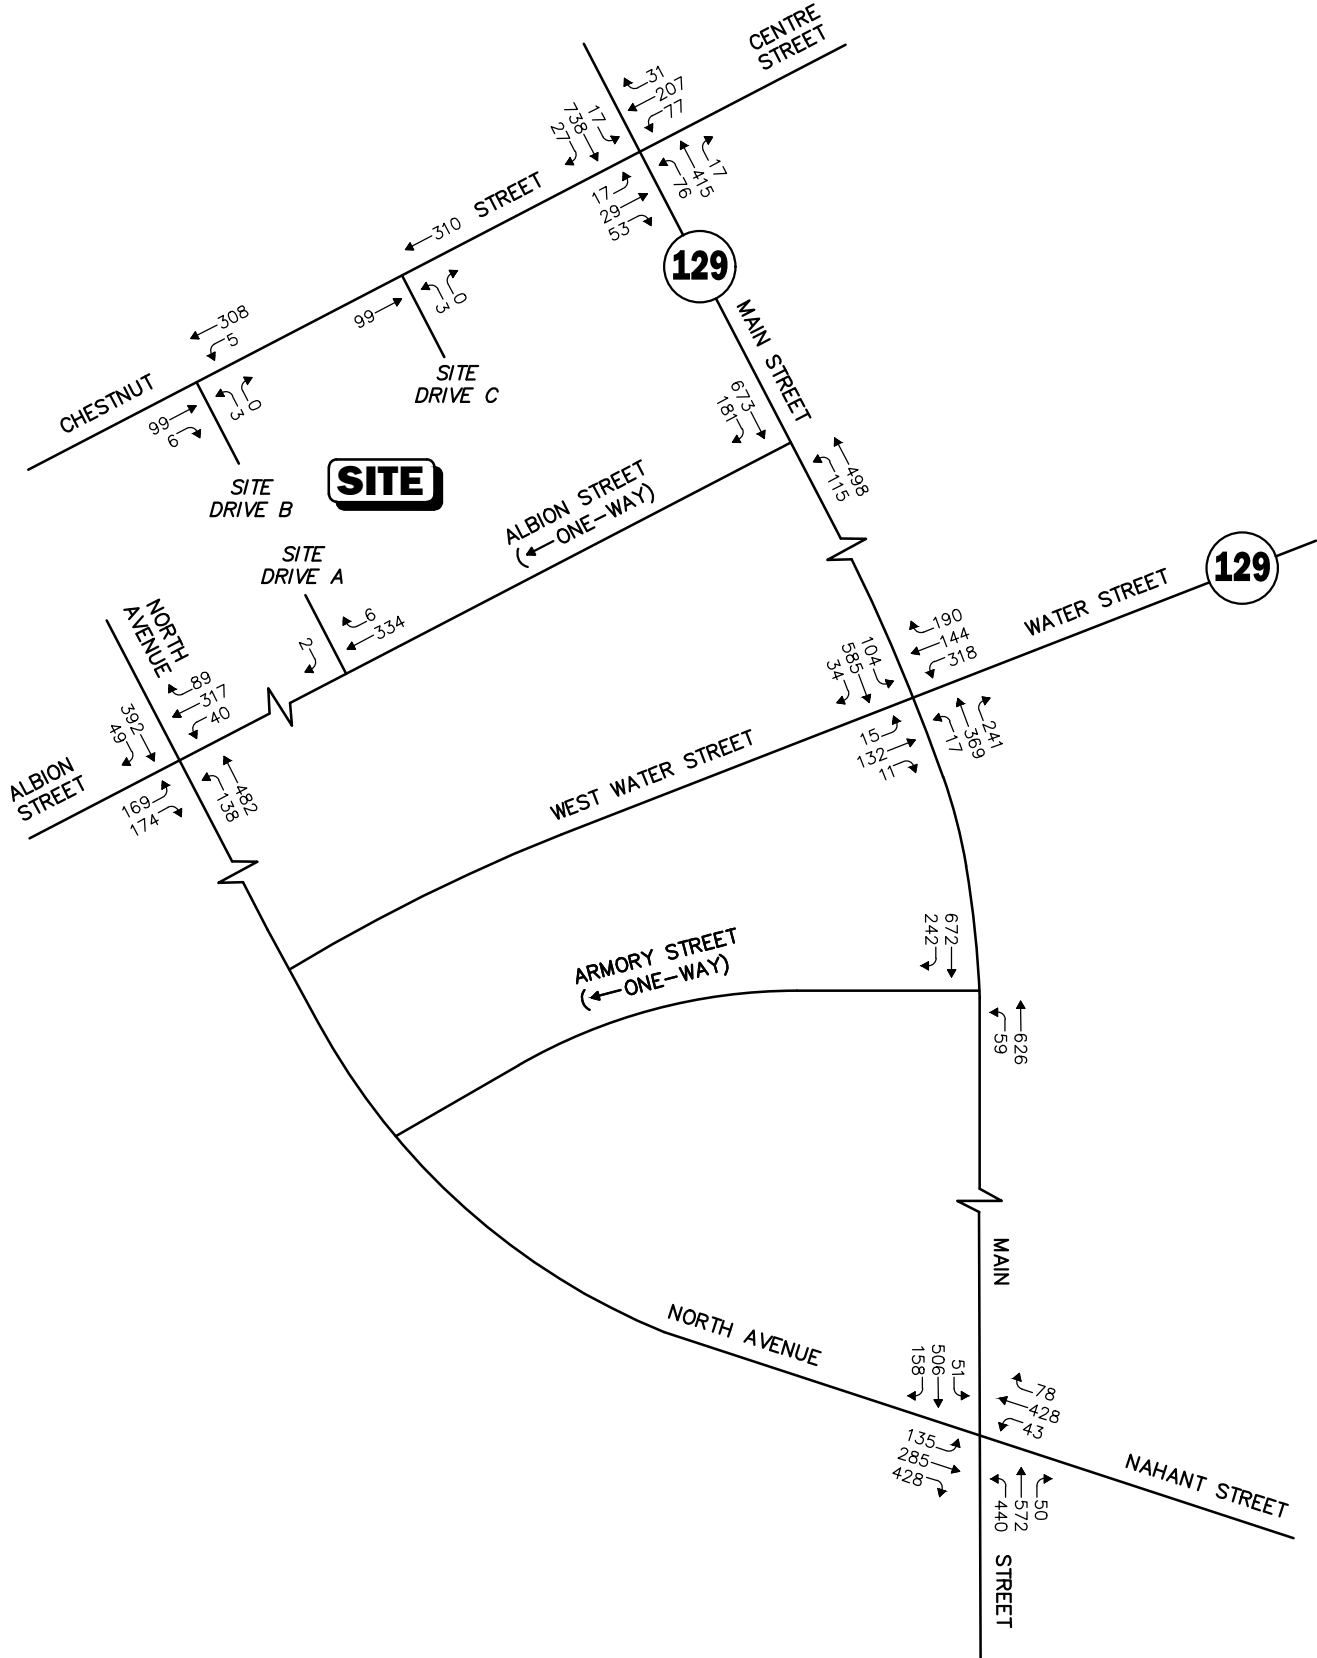 CENTRE
STREET
31
207
77
17
738
27
17
415
76
17
29
53
STREET
310
129
99
3
0
308
5
MAIN STREET
SITE
DRIVE C
CHESTNUT
99
6
3
0
673
181
SITE
SITE
DRIVE B
498
115
ALBION STREET
(ONE-WAY)
SITE
DRIVE A
129
WATER STREET
NORTH
AVENUE
6
334
2
190
144
318
104
585
34
89
317
40
392
49
15
132
11
241
369
17
ALBION
STREET
169
174
482
138
WEST WATER STREET
672
242
ARMORY STREET
(ONE-WAY)
626
59
MAIN
NORTH AVENUE
51
506
158
78
428
43
135
285
428
50
572
440
NAHANT STREET
STREET